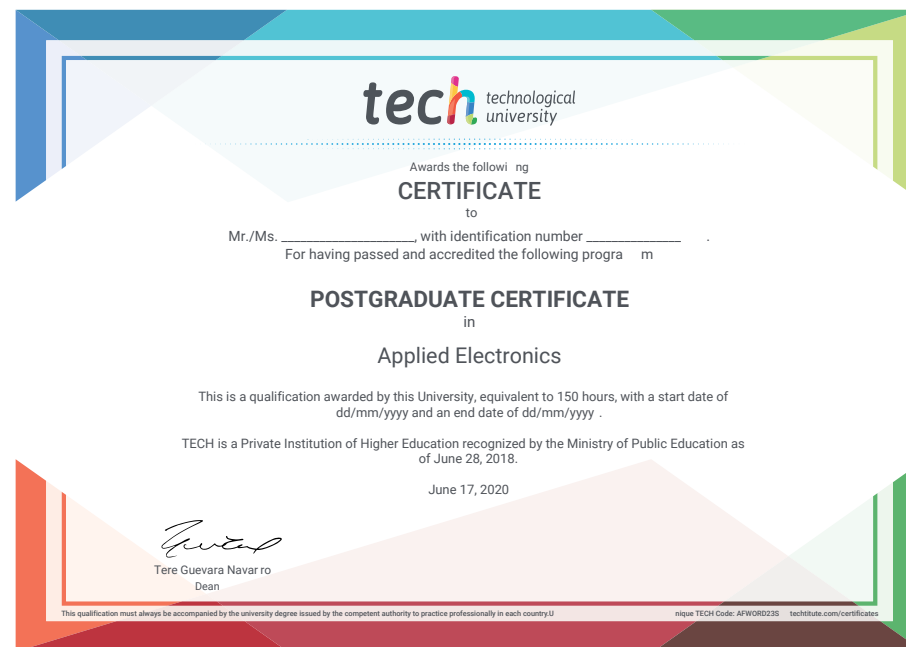 tech technological
university
Awards the followi ng
CERTIFICATE
to
Mr./Ms. _____________________, with identification number _______________ .
For having passed and accredited the following progra m
POSTGRADUATE CERTIFICATE
in
Applied Electronics
This is a qualification awarded by this University, equivalent to 150 hours, with a start date of
dd/mm/yyyy and an end date of dd/mm/yyyy .
TECH is a Private Institution of Higher Education recognized by the Ministry of Public Education as
of June 28, 2018.
June 17, 2020
Tere Guevara Navar ro
Dean
This qualification must always be accompanied by the university degree issued by the competent authority to practice professionally in each country.U nique TECH Code: AFWORD23S techtitute.com/certificates